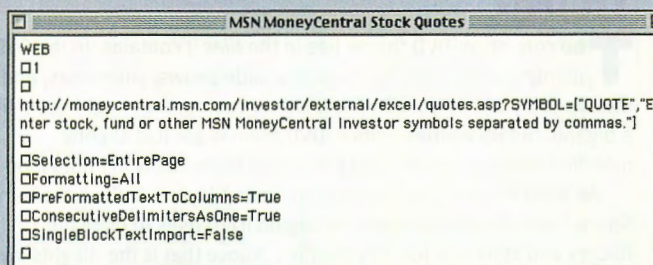 MSN MoneyCentral Stock Quotes
WEB
□1
□
http://moneycentral.msn.com/investor/external/excel/quotes.asp?SYMBOL=["QUOTE","E
nter stock, fund or other MSN MoneyCentral Investor symbols separated by commas."]
□
□Selection=EntirePage
□Formatting=All
□PreFormattedTextToColumns=True
□ConsecutiveDelimitersAsOne=True
□SingleBlockTextImport=False
□